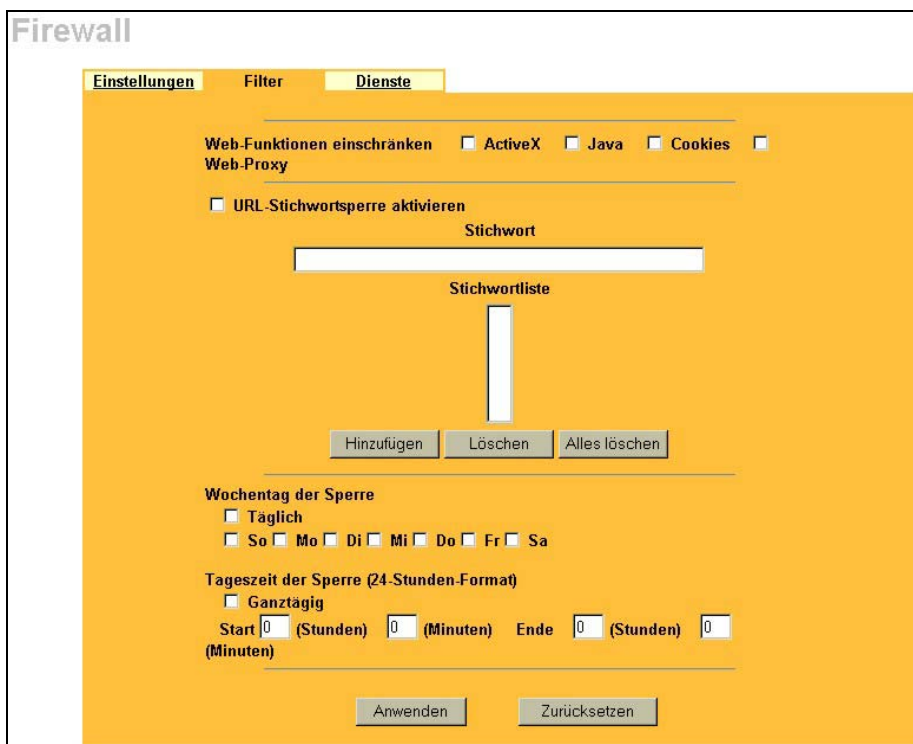 Firewall
Einstellungen Filter Dienste
Web-Funktionen einschränken ActiveX Java Cookies
Web-Proxy
URL-Stichwortsperre aktivieren
Stichwort
Stichwortliste
Hinzufügen Löschen Alles löschen
Wochentag der Sperre
Täglich
So Mo Di Mi Do Fr Sa
Tageszeit der Sperre (24-Stunden-Format)
Ganztägig
Start 0 (Stunden) 0 (Minuten) Ende 0 (Stunden) 0
(Minuten)
Anwenden Zurücksetzen